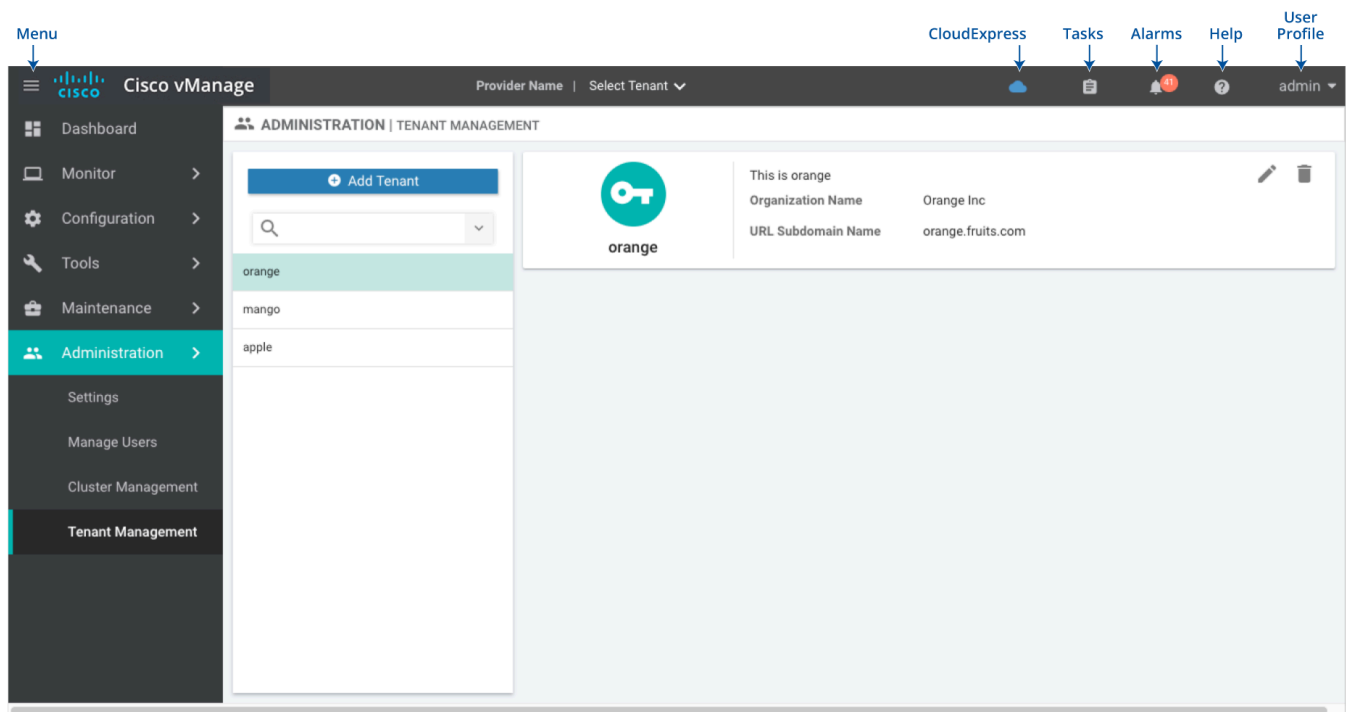 Menu
CloudExpress
Tasks
Alarms
Help
User
Profile
CISCO
Cisco vManage
Provider Name | Select Tenant
41
admin
Dashboard
Monitor
Configuration
Tools
Maintenance
Administration
Settings
Manage Users
Cluster Management
Tenant Management
ADMINISTRATION | TENANT MANAGEMENT
Add Tenant
orange
mango
apple
orange
This is orange
Organization Name Orange Inc
URL Subdomain Name orange.fruits.com